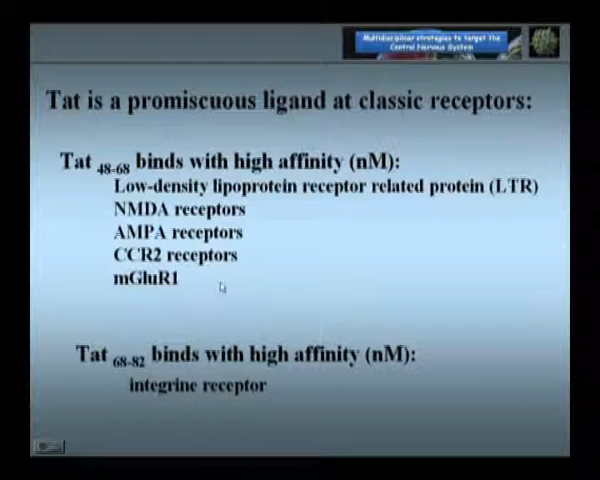 Multidisciplinar strategies to target the
Central Nervous System
Tat is a promiscuous ligand at classic receptors:
Tat 48-68 binds with high affinity (nM):
Low-density lipoprotein receptor related protein (LTR)
NMDA receptors
AMPA receptors
CCR2 receptors
mGluR1
Tat 68-82 binds with high affinity (nM):
integrine receptor